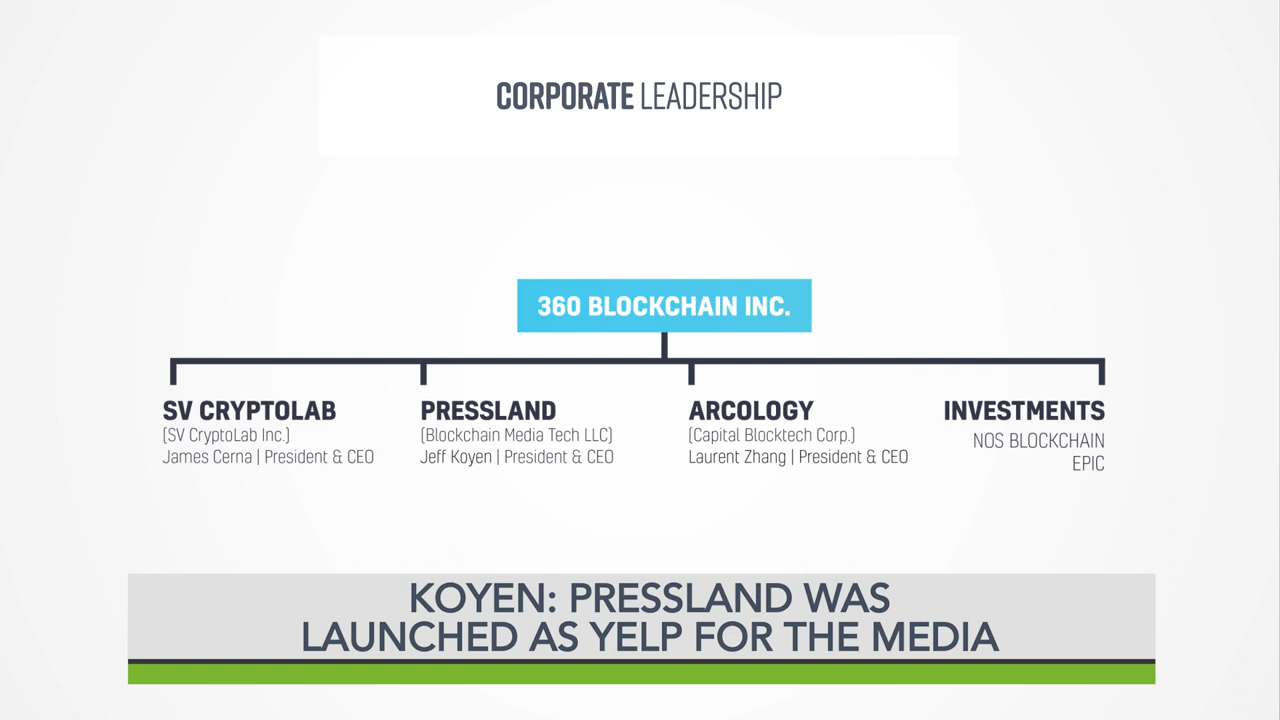 CORPORATE LEADERSHIP
360 BLOCKCHAIN INC.
SV CRYPTOLAB
(SV CryptoLab Inc.)
James Cerna | President & CEO
PRESSLAND
(Blockchain Media Tech LLC)
Jeff Koyen | President & CEO
ARCOLOGY
(Capital Blocktech Corp.)
Laurent Zhang | President & CEO
INVESTMENTS
NOS BLOCKCHAIN
EPIC
KOYEN: PRESSLAND WAS
LAUNCHED AS YELP FOR THE MEDIA